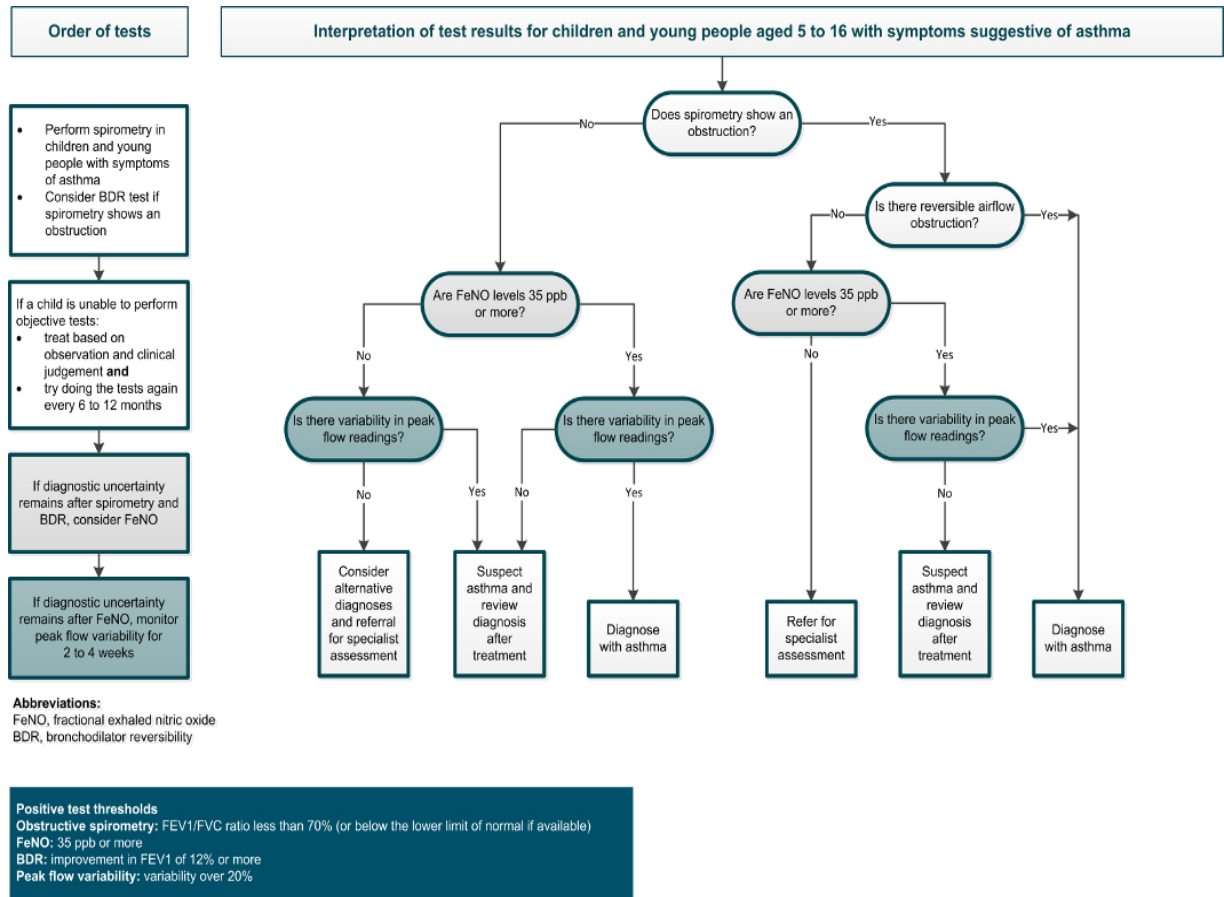 Order of tests
Interpretation of test results for children and young people aged 5 to 16 with symptoms suggestive of asthma
• Perform spirometry in
children and young
people with symptoms
of asthma
• Consider BDR test if
spirometry shows an
obstruction
If a child is unable to perform
objective tests:
• treat based on
observation and clinical
judgement and
• try doing the tests again
every 6 to 12 months
If diagnostic uncertainty
remains after spirometry and
BDR, consider FeNO
If diagnostic uncertainty
remains after FeNO, monitor
peak flow variability for
2 to 4 weeks
Abbreviations:
FeNO, fractional exhaled nitric oxide
BDR, bronchodilator reversibility
Does spirometry show an
obstruction?
No
Yes
Is there reversible airflow
obstruction?
No
Yes
Are FeNO levels 35 ppb
or more?
Are FeNO levels 35 ppb
or more?
No
Yes
No
Yes
Is there variability in peak
flow readings?
Is there variability in peak
flow readings?
Is there variability in peak
flow readings?
Yes
No
Yes
No
Yes
No
Consider
alternative
diagnoses
and referral
for specialist
assessment
Suspect
asthma and
review
diagnosis
after
treatment
Diagnose
with asthma
Refer for
specialist
assessment
Suspect
asthma and
review
diagnosis
after
treatment
Diagnose
with asthma
Positive test thresholds
Obstructive spirometry: FEV1/FVC ratio less than 70% (or below the lower limit of normal if available)
FeNO: 35 ppb or more
BDR: improvement in FEV1 of 12% or more
Peak flow variability: variability over 20%